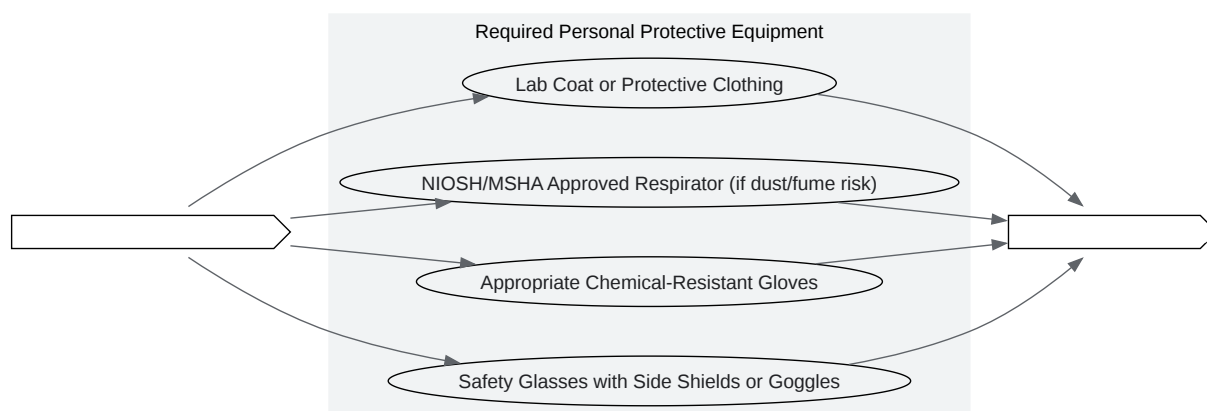 Required Personal Protective Equipment
Lab Coat or Protective Clothing
NIOSH/MSHA Approved Respirator (if dust/fume risk)
Appropriate Chemical-Resistant Gloves
Safety Glasses with Side Shields or Goggles